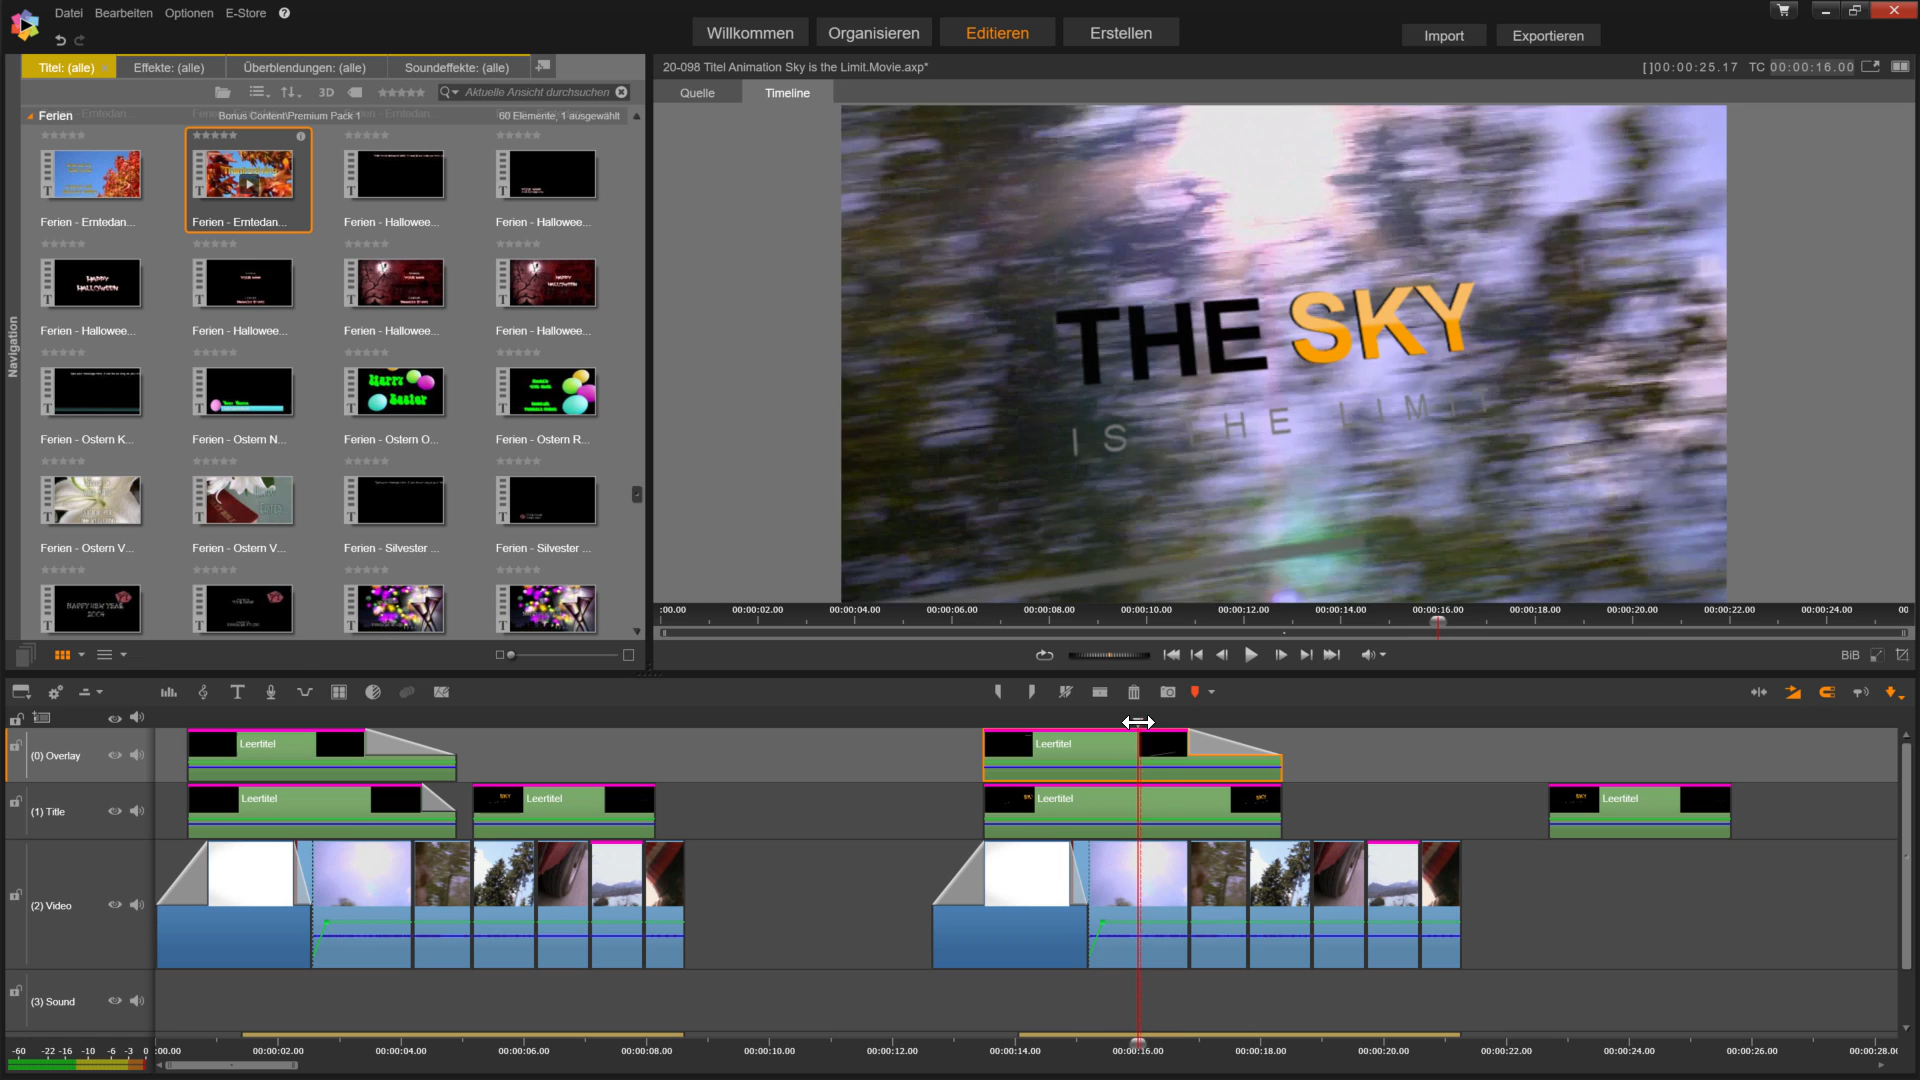 Datei Bearbeiten Optionen E-Store
Willkommen Organisieren Editieren Erstellen
Import Exportieren
Titel: (alle) Effekte: (alle) Überblendungen: (alle) Soundeffekte: (alle)
20-098 Titel Animation Sky is the Limit.Movie.axp*
[ ]00:00:25.17 TC 00:00:16.00
3D Aktuelle Ansicht durchsuchen
Quelle Timeline
Ferien Bonus Content\Premium Pack 1 60 Elemente, 1 ausgewählt
Ferien - Erntedan... Ferien - Erntedan... Ferien - Hallowee... Ferien - Hallowee...
HAPPY HALLOWEEN
Ferien - Hallowee... Ferien - Hallowee... Ferien - Hallowee... Ferien - Hallowee...
Happy Easter
Ferien - Ostern K... Ferien - Ostern N... Ferien - Ostern O... Ferien - Ostern R...
Ferien - Ostern V... Ferien - Ostern V... Ferien - Silvester ... Ferien - Silvester ...
HAPPY NEW YEAR
Navigation
THE SKY
IS THE LIMIT
:00.00 00:00:02.00 00:00:04.00 00:00:06.00 00:00:08.00 00:00:10.00 00:00:12.00 00:00:14.00 00:00:16.00 00:00:18.00 00:00:20.00 00:00:22.00 00:00:24.00 00
BiB
(0) Overlay Leertitel Leertitel
(1) Title Leertitel Leertitel Leertitel Leertitel
(2) Video
(3) Sound
-60 -22 -16 -10 -6 -3 0
:00.00 00:00:02.00 00:00:04.00 00:00:06.00 00:00:08.00 00:00:10.00 00:00:12.00 00:00:14.00 00:00:16.00 00:00:18.00 00:00:20.00 00:00:22.00 00:00:24.00 00:00:26.00 00:00:28.0